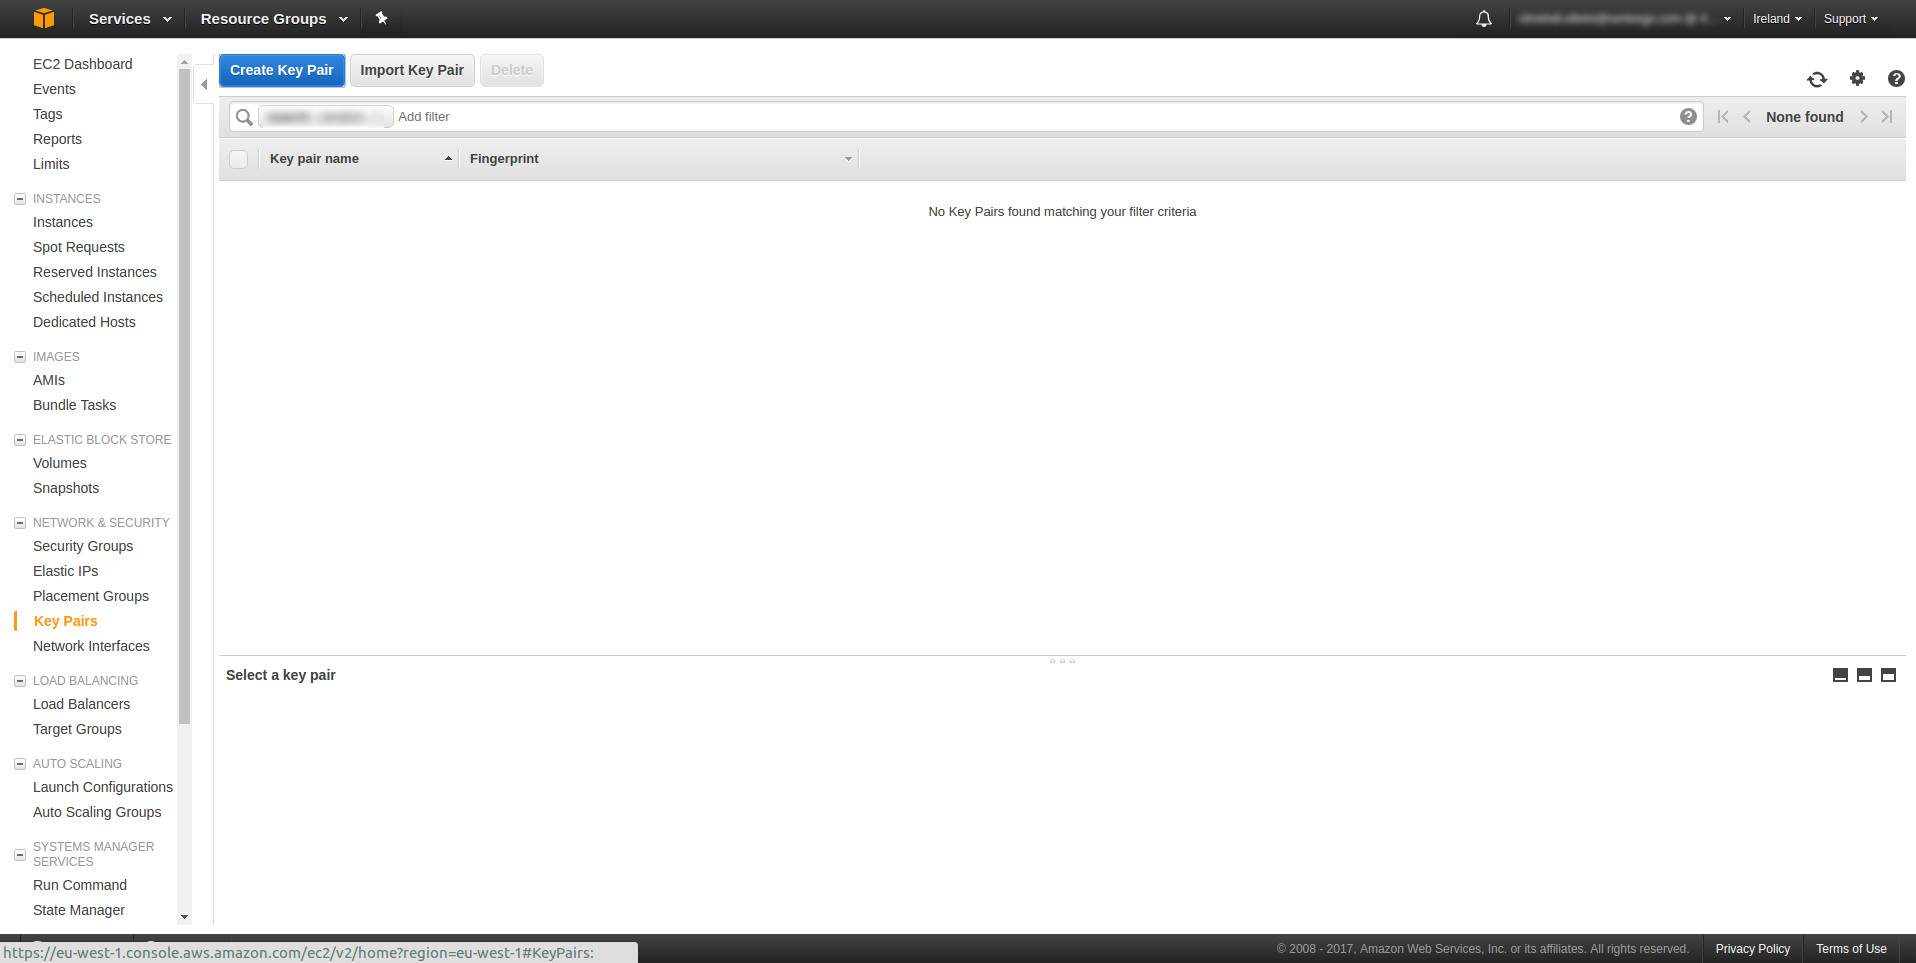 Services
Resource Groups
Ireland
Support
EC2 Dashboard
Events
Tags
Reports
Limits
INSTANCES
Instances
Spot Requests
Reserved Instances
Scheduled Instances
Dedicated Hosts
IMAGES
AMIs
Bundle Tasks
ELASTIC BLOCK STORE
Volumes
Snapshots
NETWORK & SECURITY
Security Groups
Elastic IPs
Placement Groups
Key Pairs
Network Interfaces
LOAD BALANCING
Load Balancers
Target Groups
AUTO SCALING
Launch Configurations
Auto Scaling Groups
SYSTEMS MANAGER
SERVICES
Run Command
State Manager
Create Key Pair
Import Key Pair
Delete
Add filter
None found
Key pair name
Fingerprint
No Key Pairs found matching your filter criteria
Select a key pair
https://eu-west-1.console.aws.amazon.com/ec2/v2/home?region=eu-west-1#KeyPairs:
© 2008 - 2017, Amazon Web Services, Inc. or its affiliates. All rights reserved.
Privacy Policy
Terms of Use